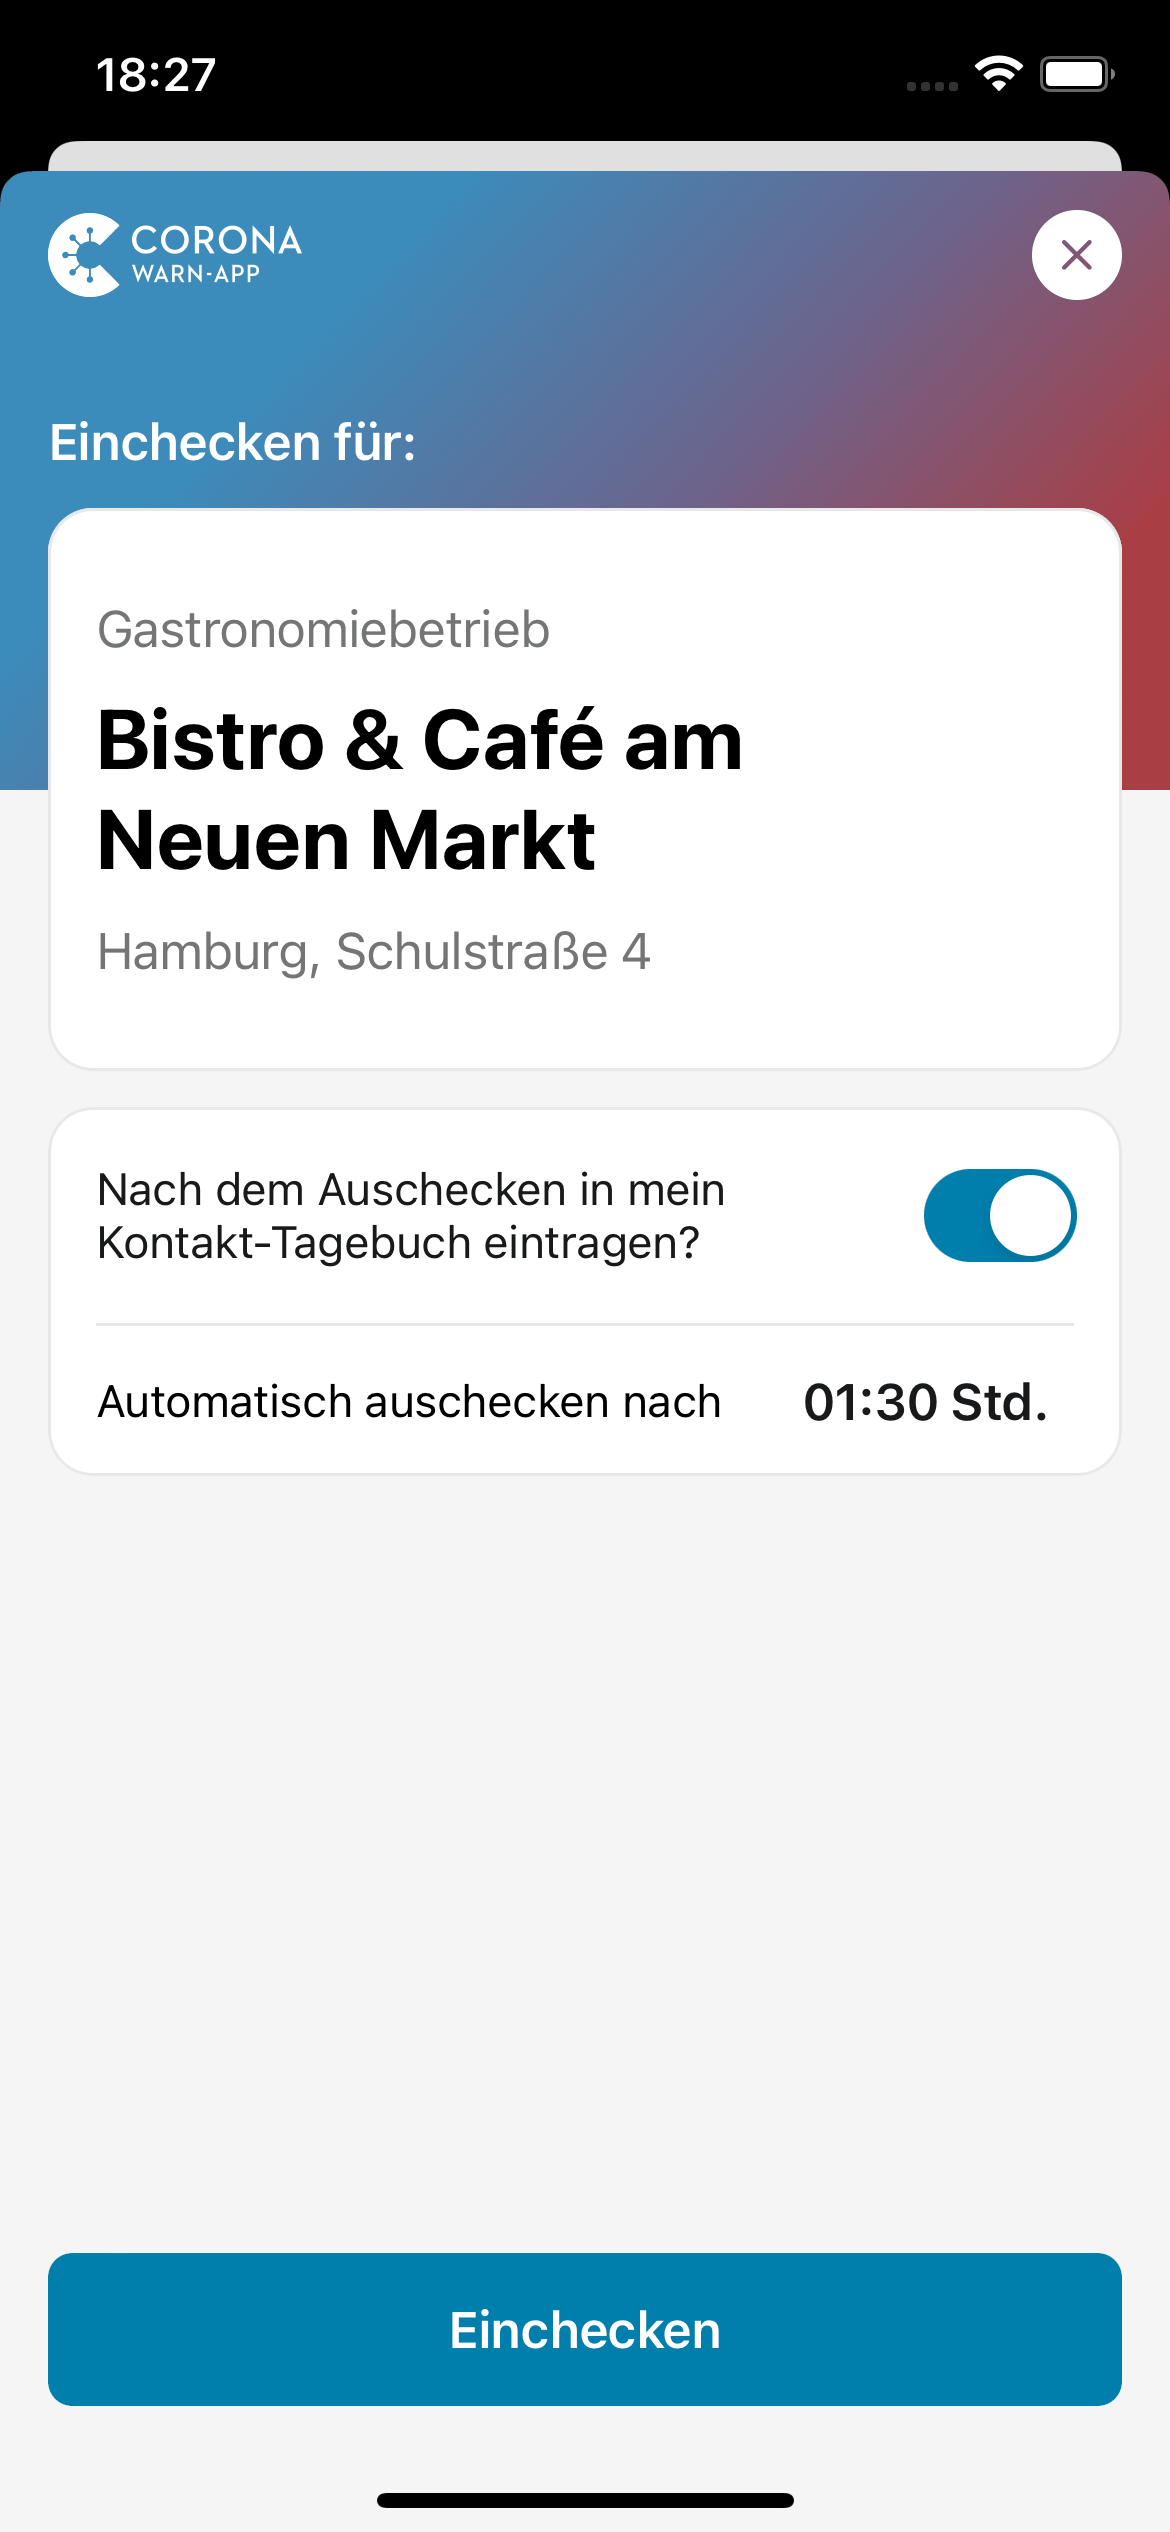 18:27
CORONA
WARN-APP
Einchecken für:
Gastronomiebetrieb
Bistro & Café am
Neuen Markt
Hamburg, Schulstraße 4
Nach dem Auschecken in mein
Kontakt-Tagebuch eintragen?
Automatisch auschecken nach 01:30 Std.
Einchecken